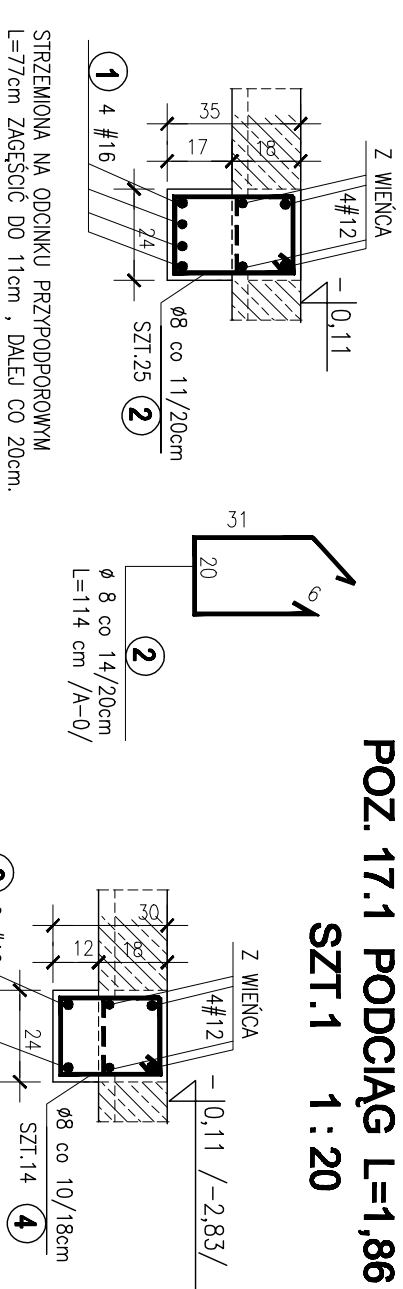 POZ. 17.1 PODCIĄG L=1,86
SZT.1 1:20
Z WIEŃCA
4#12
- 0,11
35
17
18
24
1 4 #16
ø8 co 11/20cm
SZT.25 2
STRZEMIONA NA ODCINKU PRZYPODPOROWYM
L=77cm ZAGĘŚCIĆ DO 11cm , DALEJ CO 20cm.
31
20
6
2
ø 8 co 14/20cm
L=114 cm /A-0/
Z WIEŃCA
4#12
- 0,11 /-2,83/
30
12
18
24
ø8 co 10/18cm
SZT.14 4